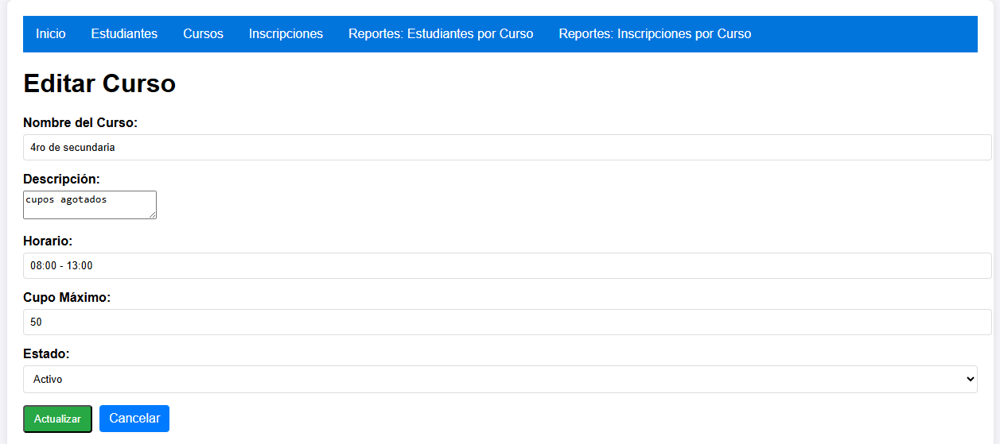 Inicio Estudiantes Cursos Inscripciones Reportes: Estudiantes por Curso Reportes: Inscripciones por Curso
Editar Curso
Nombre del Curso:
4ro de secundaria
Descripción:
cupos agotados
Horario:
08:00 - 13:00
Cupo Máximo:
50
Estado:
Activo
Actualizar Cancelar